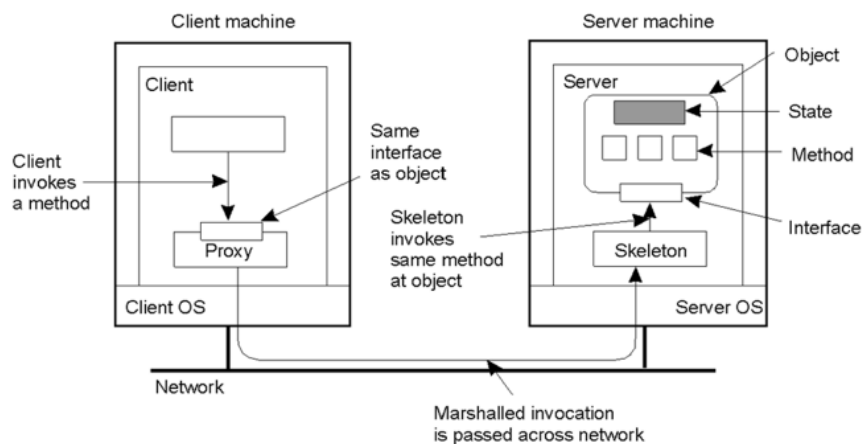 Client machine
Server machine
Object
Client
Server
State
Same
interface
as object
Method
Client
invokes
a method
Skeleton
invokes
same method
at object
Interface
Proxy
Skeleton
Client OS
Server OS
Network
Marshalled invocation
is passed across network